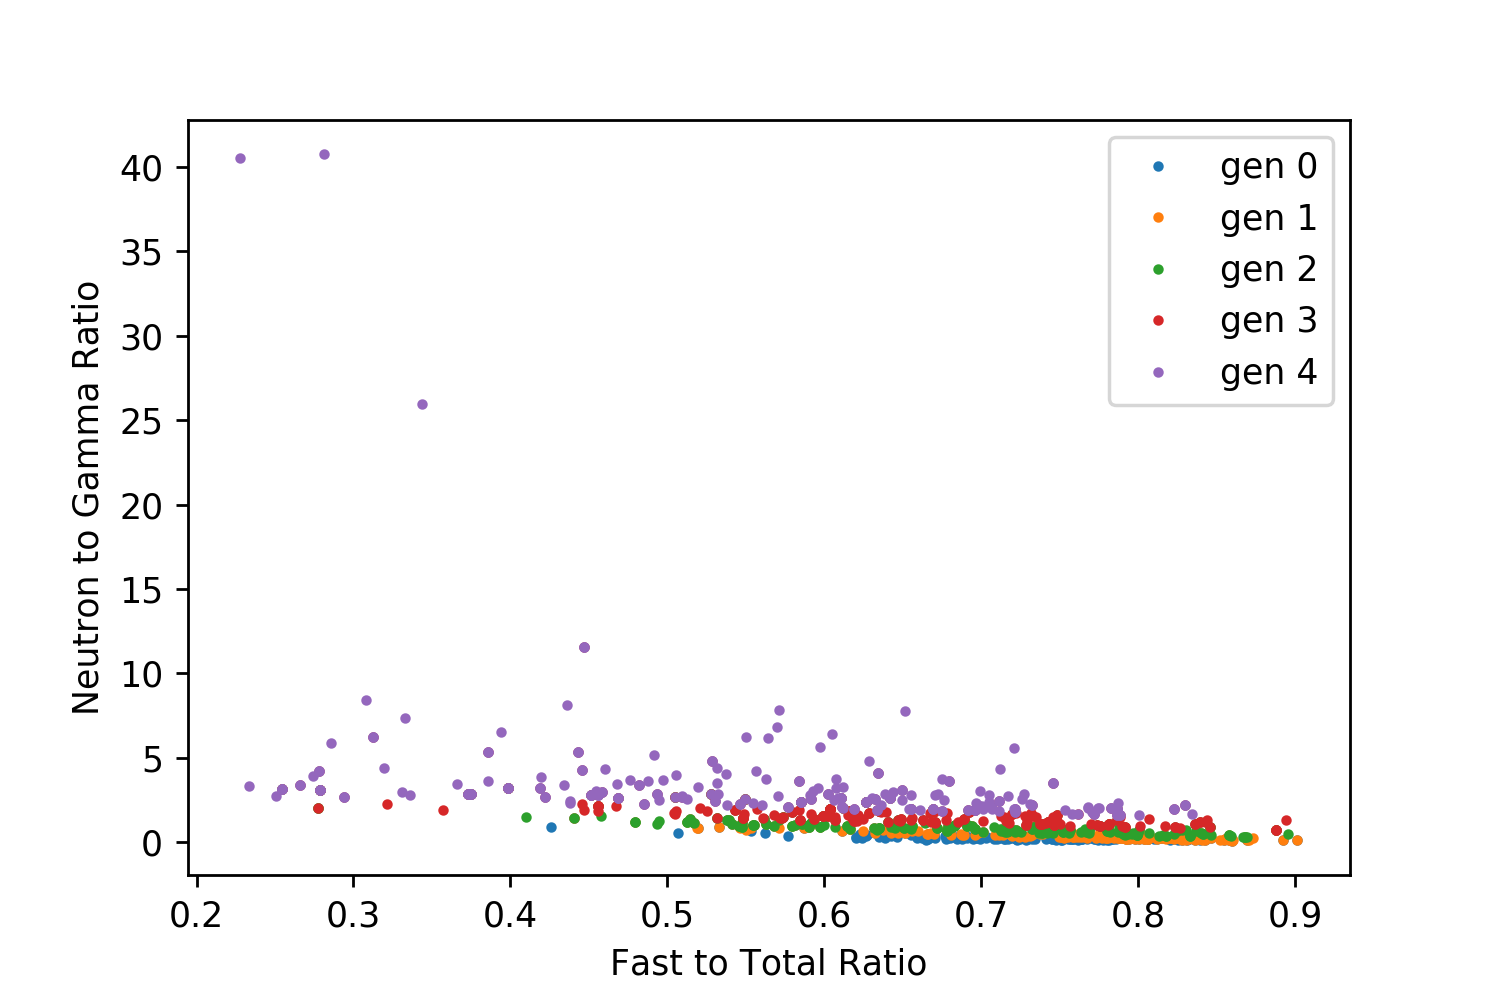 40
35
30
25
20
15
10
5
0
Neutron to Gamma Ratio
gen 0
gen 1
gen 2
gen 3
gen 4
0.2 0.3 0.4 0.5 0.6 0.7 0.8 0.9
Fast to Total Ratio